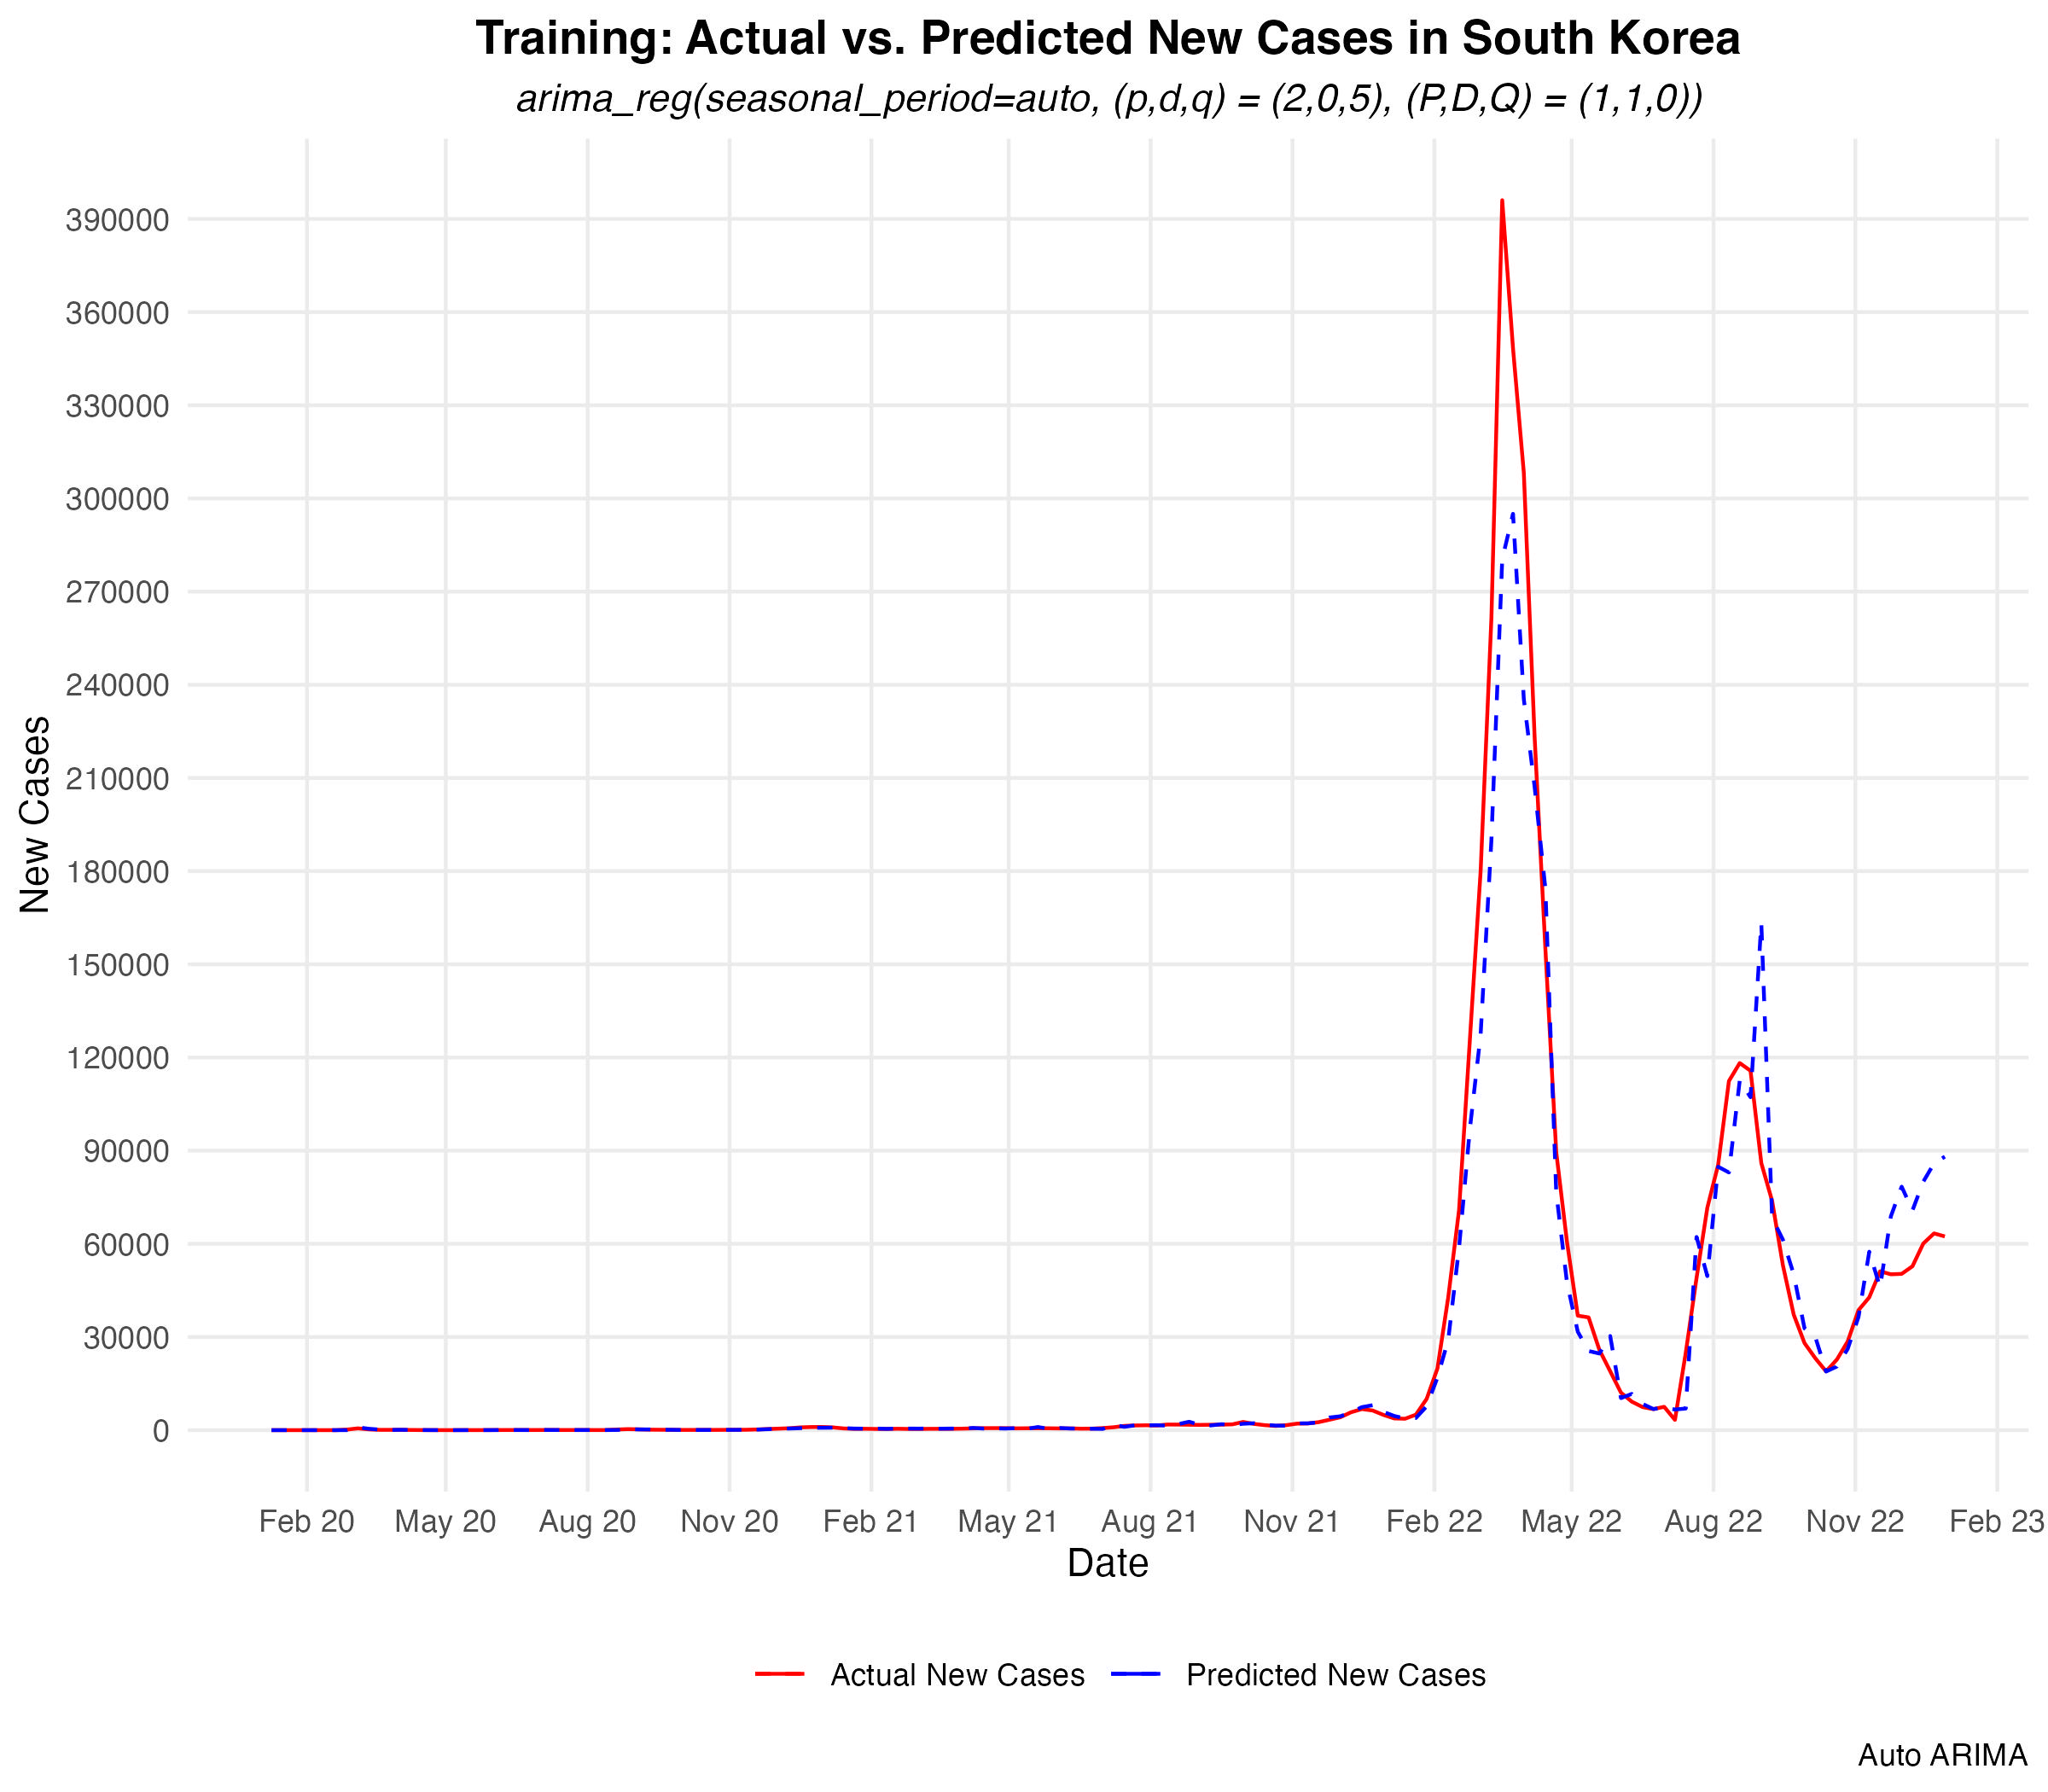 Training: Actual vs. Predicted New Cases in South Korea
arima_reg(seasonal_period=auto, (p,d,q) = (2,0,5), (P,D,Q) = (1,1,0))
New Cases
390000
360000
330000
300000
270000
240000
210000
180000
150000
120000
90000
60000
30000
0
Feb 20 May 20 Aug 20 Nov 20 Feb 21 May 21 Aug 21 Nov 21 Feb 22 May 22 Aug 22 Nov 22 Feb 23
Date
Actual New Cases Predicted New Cases
Auto ARIMA